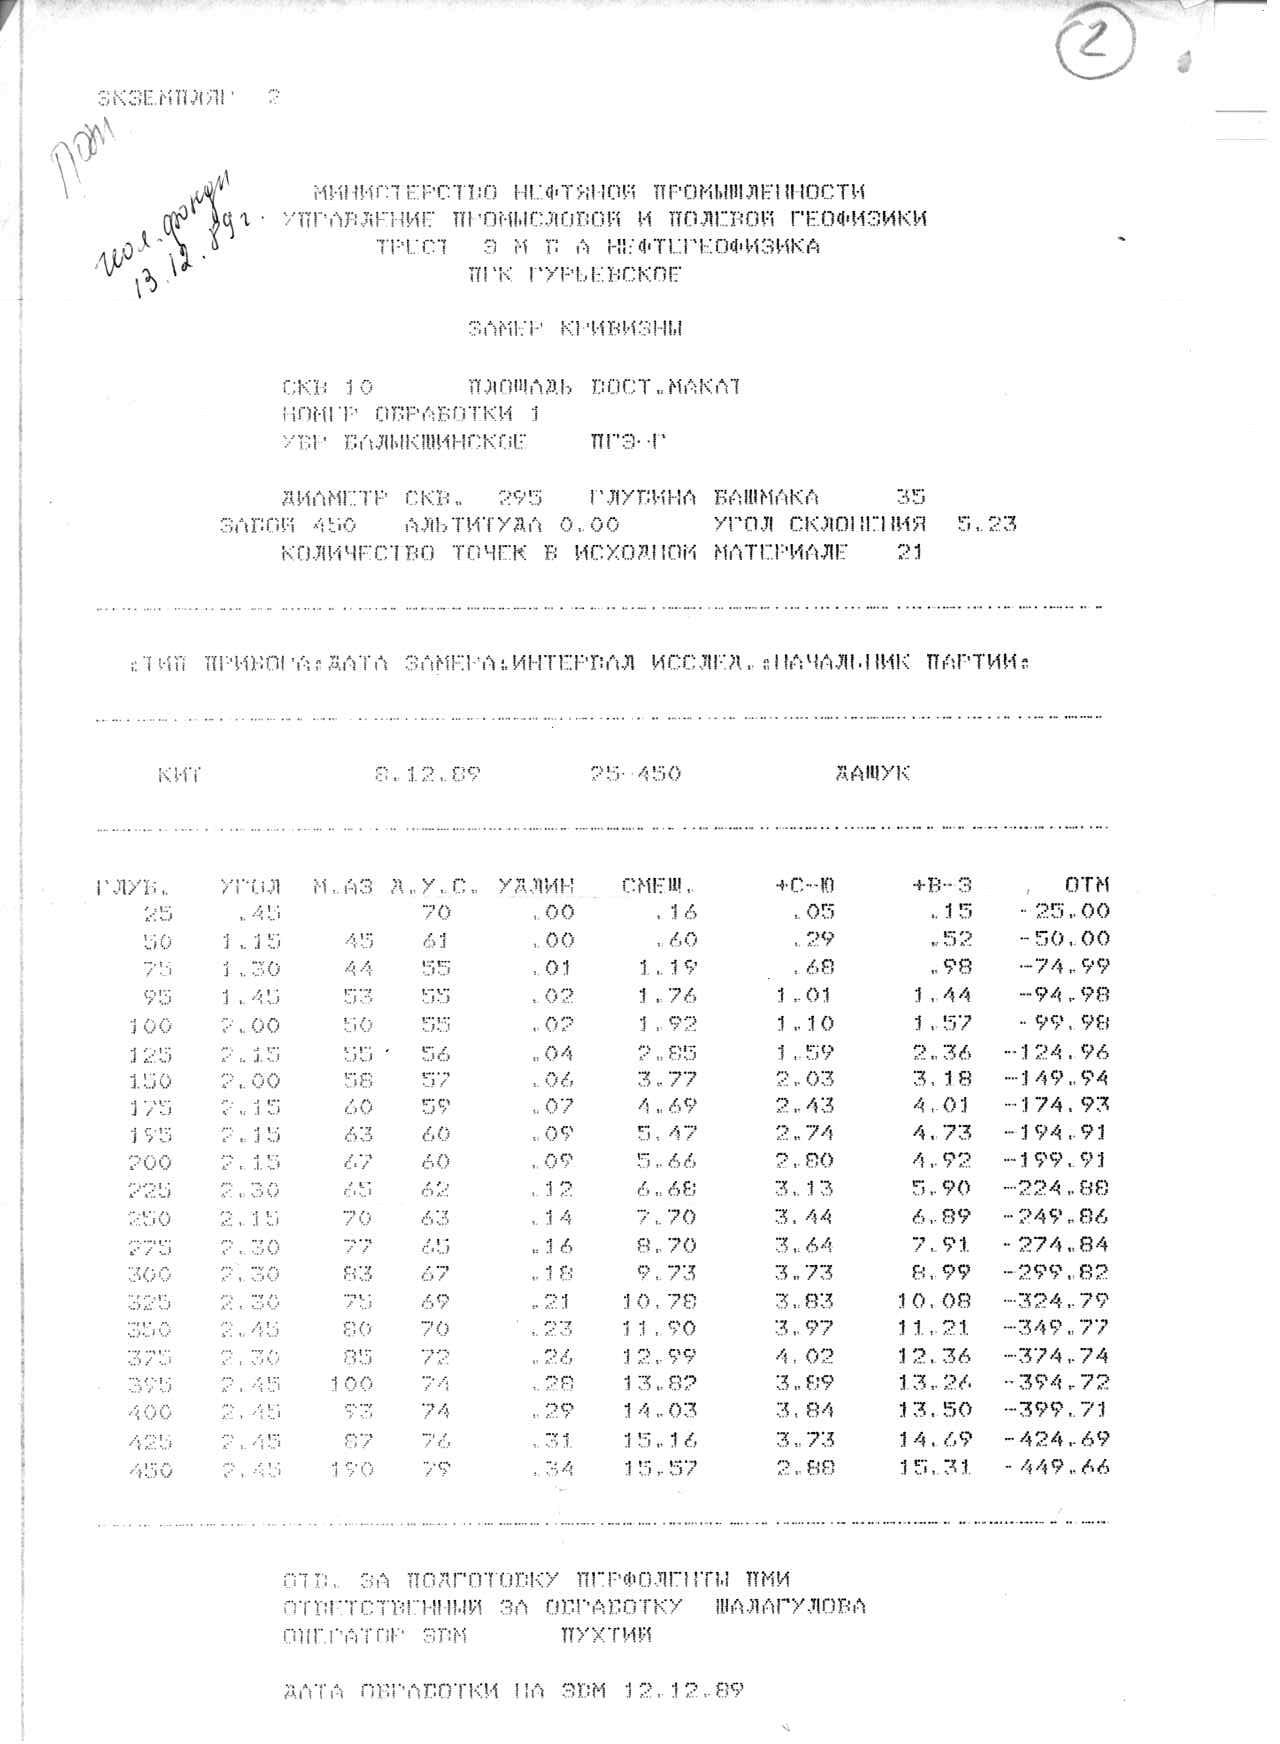 2
ЭКЗЕМПЛЯР 2
геол. фонды
13.12.89г.
МИНИСТЕРСТВО НЕФТЯНОЙ ПРОМЫШЛЕННОСТИ
УПРАВЛЕНИЕ ПРОМЫСЛОВОЙ И ПОЛЕВОЙ ГЕОФИЗИКИ
ТРЕСТ Э М Б А НЕФТЕГЕОФИЗИКА
ПГК ГУРЬЕВСКОЕ
ЗАМЕР КРИВИЗНЫ
СКВ 10 ПЛОЩАДЬ ВОСТ.МАКАТ
НОМЕР ОБРАБОТКИ 1
УБР БАЛЫКШИНСКОЕ ПГЭ-Г
ДИАМЕТР СКВ. 295 ГЛУБИНА БАШМАКА 35
ЗАБОЙ 450 АЛЬТИТУДА 0.00 УГОЛ СКЛОНЕНИЯ 5.23
КОЛИЧЕСТВО ТОЧЕК В ИСХОДНОМ МАТЕРИАЛЕ 21
:ТИП ПРИБОРА:ДАТА ЗАМЕРА:ИНТЕРВАЛ ИССЛЕД.:НАЧАЛЬНИК ПАРТИИ:
КИТ 8.12.89 25-450 ДАШУК
ГЛУБ. УГОЛ М.АЗ Д.У.С. УДЛИН СМЕШ. +С-Ю +В-З ОТМ
25 .45 70 .00 .16 .05 .15 -25.00
50 1.15 45 61 .00 .60 .29 .52 -50.00
75 1.30 44 55 .01 1.19 .68 .98 -74.99
95 1.45 53 55 .02 1.76 1.01 1.44 -94.98
100 2.00 50 55 .02 1.92 1.10 1.57 -99.98
125 2.15 55 56 .04 2.85 1.59 2.36 -124.96
150 2.00 58 57 .06 3.77 2.03 3.18 -149.94
175 2.15 60 59 .07 4.69 2.43 4.01 -174.93
195 2.15 63 60 .09 5.47 2.74 4.73 -194.91
200 2.15 67 60 .09 5.66 2.80 4.92 -199.91
225 2.30 65 62 .12 6.68 3.13 5.90 -224.88
250 2.15 70 63 .14 7.70 3.44 6.89 -249.86
275 2.30 77 65 .16 8.70 3.64 7.91 -274.84
300 2.30 83 67 .18 9.73 3.73 8.99 -299.82
325 2.30 75 69 .21 10.78 3.83 10.08 -324.79
350 2.45 80 70 .23 11.90 3.97 11.21 -349.77
375 2.30 85 72 .26 12.99 4.02 12.36 -374.74
395 2.45 100 74 .28 13.82 3.89 13.26 -394.72
400 2.45 93 74 .29 14.03 3.84 13.50 -399.71
425 2.45 87 76 .31 15.16 3.73 14.69 -424.69
450 2.45 190 79 .34 15.57 2.88 15.31 -449.66
ОТВ. ЗА ПОДГОТОВКУ ПЕРФОЛЕНТЫ ПМИ
ОТВЕТСТВЕННЫЙ ЗА ОБРАБОТКУ ШАЛАГУЛОВА
ОПЕРАТОР ЭВМ ПУХТИЙ
ДАТА ОБРАБОТКИ НА ЭВМ 12.12.89